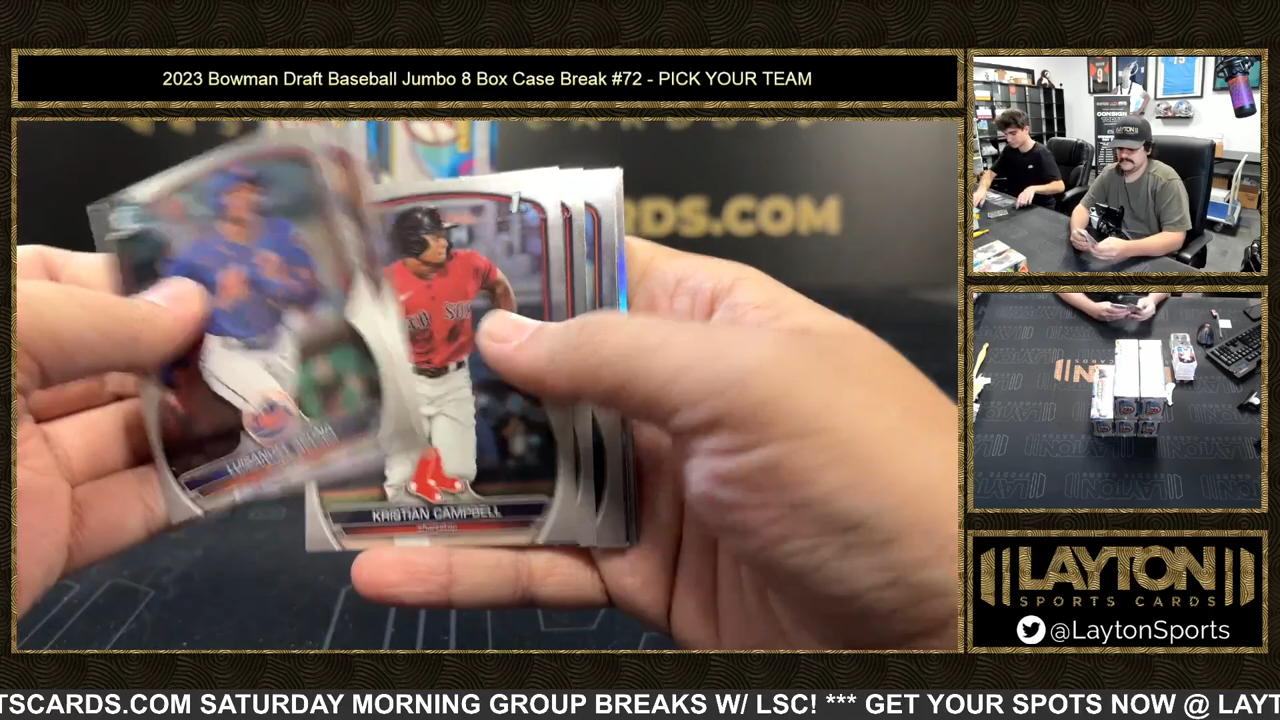 2023 Bowman Draft Baseball Jumbo 8 Box Case Break #72 - PICK YOUR TEAM
RDS.COM
1
KRISTIAN CAMPBELL
LAYTON
SPORTS CARDS
@LaytonSports
TSCARDS.COM SATURDAY MORNING GROUP BREAKS W/ LSC! *** GET YOUR SPOTS NOW @ LAYT